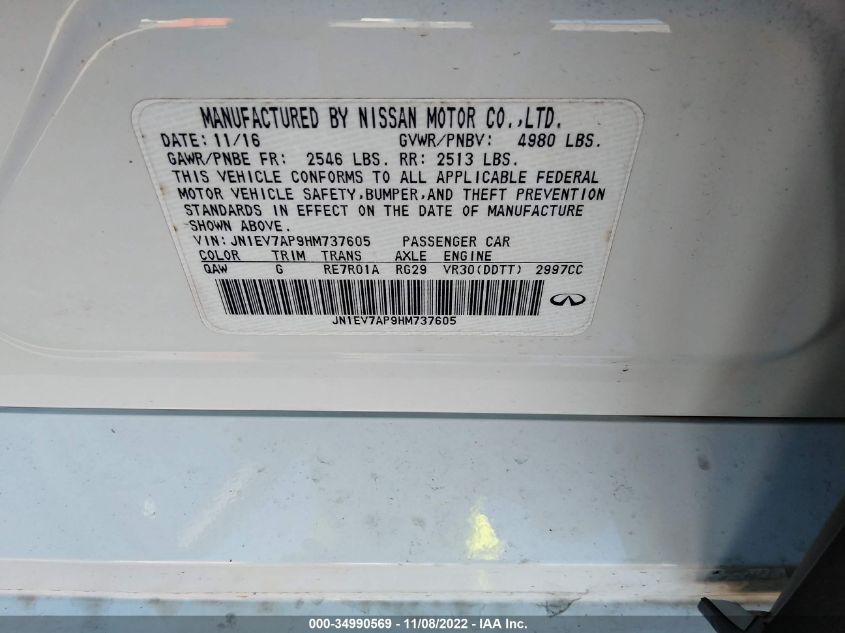 MANUFACTURED BY NISSAN MOTOR CO.,LTD.
DATE: 11/16 GVWR/PNBV: 4980 LBS.
GAWR/PNBE FR: 2546 LBS. RR: 2513 LBS.
THIS VEHICLE CONFORMS TO ALL APPLICABLE FEDERAL
MOTOR VEHICLE SAFETY,BUMPER,AND THEFT PREVENTION
STANDARDS IN EFFECT ON THE DATE OF MANUFACTURE
SHOWN ABOVE.
VIN: JN1EV7AP9HM737605 PASSENGER CAR
COLOR TRIM TRANS AXLE ENGINE
QAW G RE7R01A RG29 VR30(DDTT) 2997CC
JN1EV7AP9HM737605
000-34990569 - 11/08/2022 - IAA Inc.